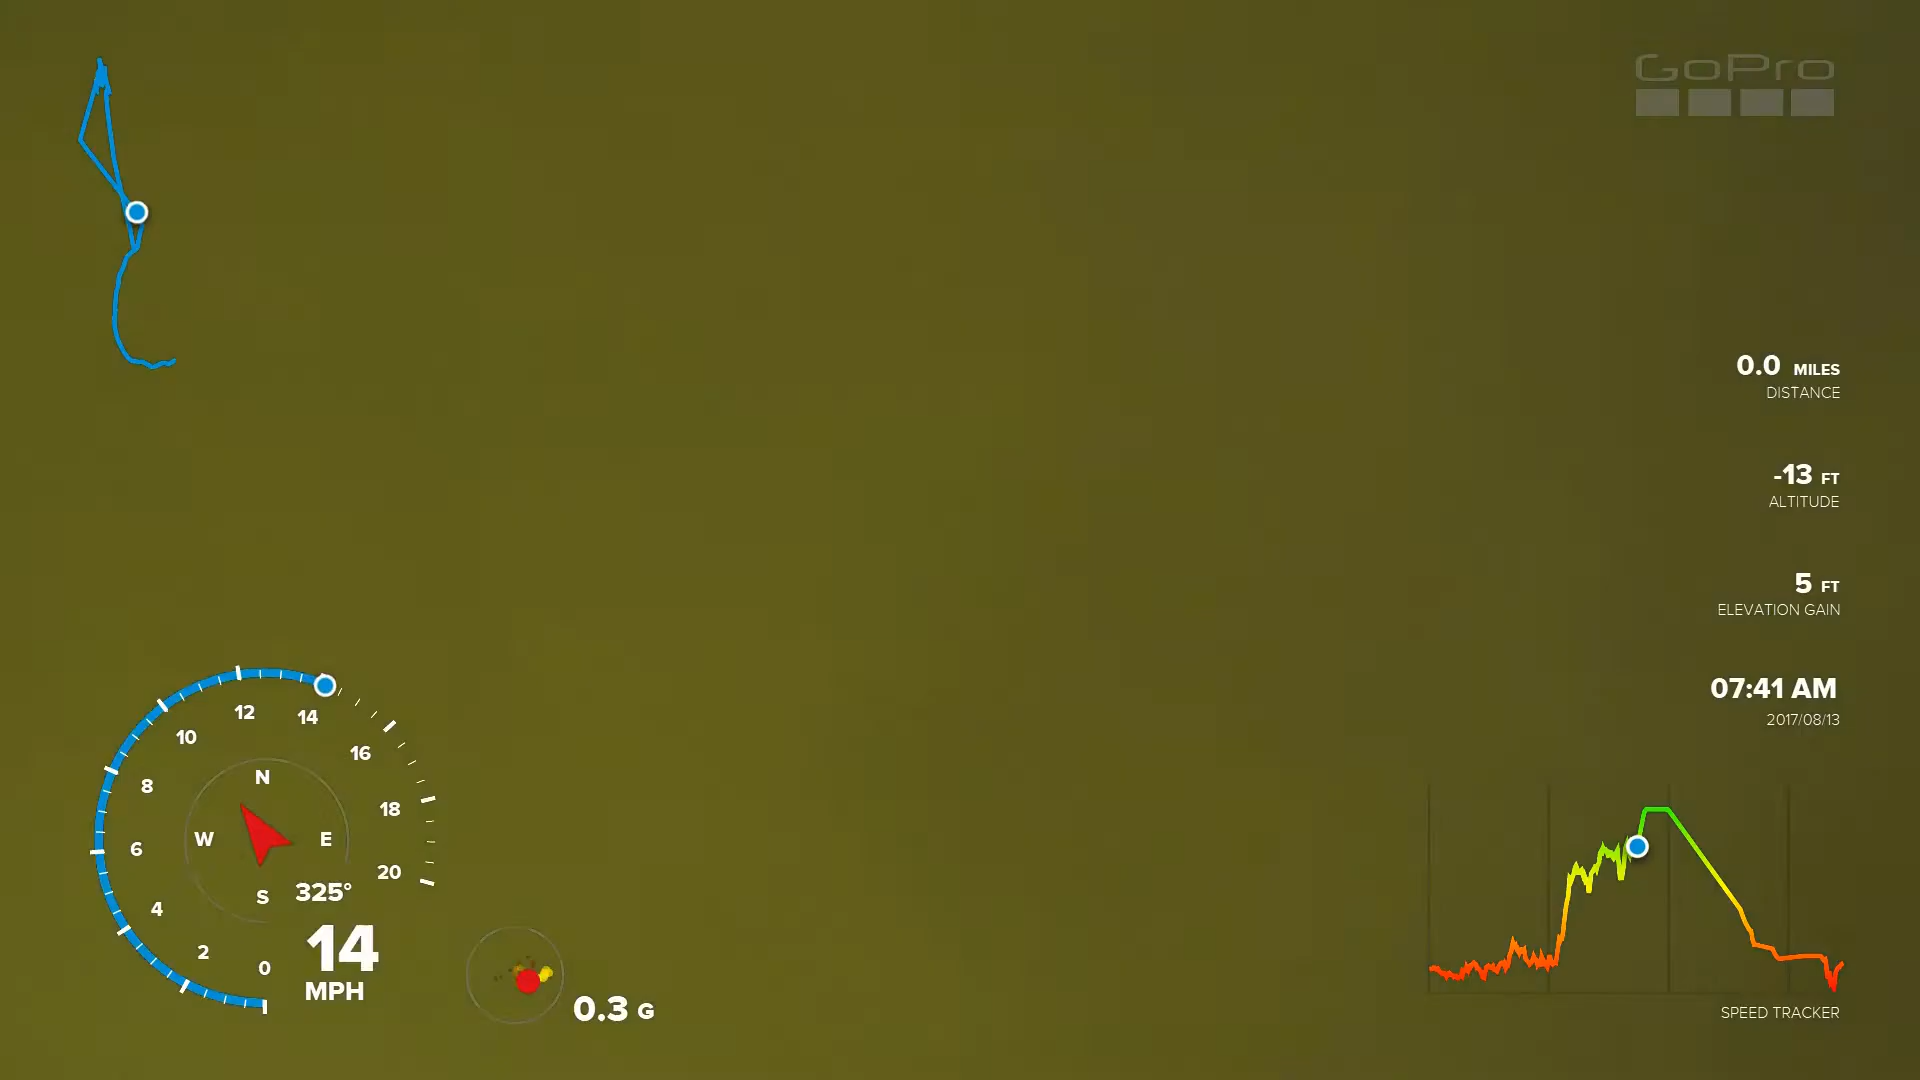 GoPro
0.0 MILES
DISTANCE
-13 FT
ALTITUDE
5 FT
ELEVATION GAIN
07:41 AM
2017/08/13
12
14
10
16
N
8
18
W
E
6
20
S
325°
4
14
2
0
MPH
0.3 G
SPEED TRACKER